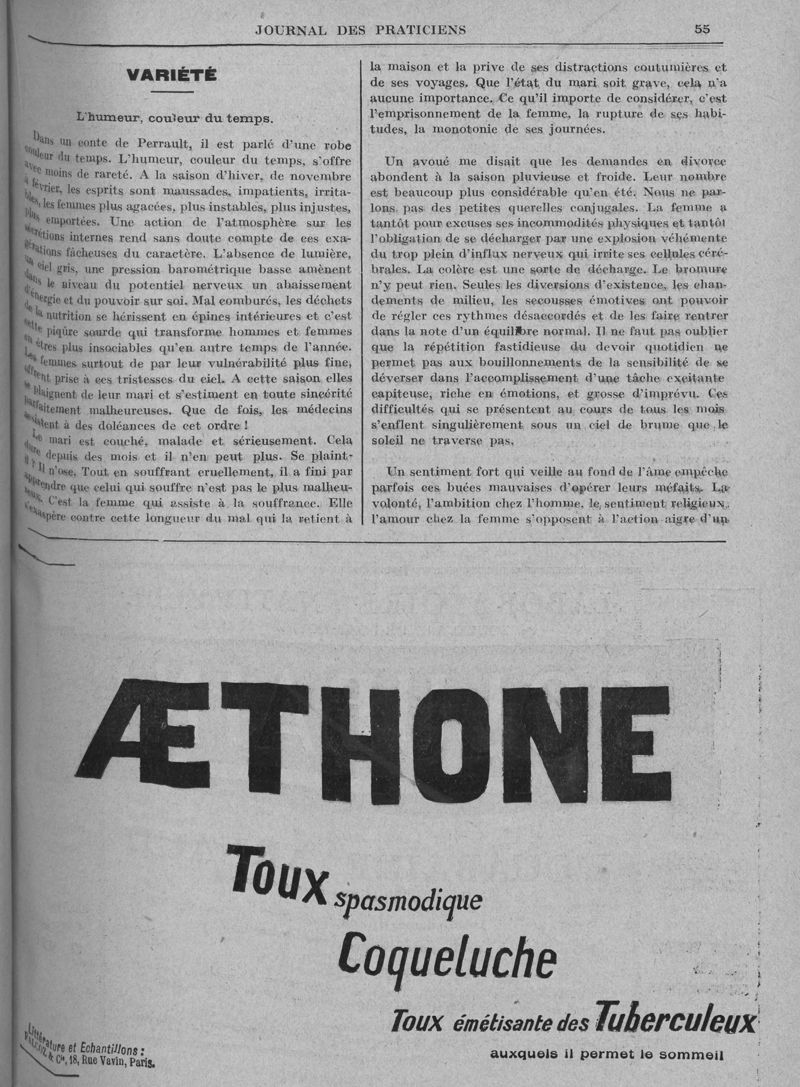 JOURNAL DES PRATICIENS 55
VARIÉTÉ
L'humeur, couleur du temps.
Dans un conte de Perrault, il est parlé d'une robe
couleur du temps. L'humeur, couleur du temps, s'offre
avec moins de rareté. A la saison d'hiver, de novembre
à février, les esprits sont maussades, impatients, irrita-
bles, les femmes plus agacées, plus instables, plus injustes,
plus emportées. Une action de l'atmosphère sur les
sécrétions internes rend sans doute compte de ces exa-
gérations fâcheuses du caractère. L'absence de lumière,
un ciel gris, une pression barométrique basse amènent
dans le niveau du potentiel nerveux un abaissement
d'énergie et du pouvoir sur soi. Mal comburés, les déchets
de la nutrition se hérissent en épines intérieures et c'est
cette piqûre sourde qui transforme hommes et femmes
en êtres plus insociables qu'en autre temps de l'année.
Les femmes surtout de par leur vulnérabilité plus fine,
offrent prise à ces tristesses du ciel. A cette saison elles
se plaignent de leur mari et s'estiment en toute sincérité
parfaitement malheureuses. Que de fois, les médecins
assistent à des doléances de cet ordre !
Le mari est couché, malade et sérieusement. Cela
dure depuis des mois et il n'en peut plus. Se plaint-
il ? Il n'ose. Tout en souffrant cruellement, il a fini par
apprendre que celui qui souffre n'est pas le plus malheu-
reux. C'est la femme qui assiste à la souffrance. Elle
s'exaspère contre cette longueur du mal qui la retient à
la maison et la prive de ses distractions coutumières et
de ses voyages. Que l'état du mari soit grave, cela n'a
aucune importance. Ce qu'il importe de considérer, c'est
l'emprisonnement de la femme, la rupture de ses habi-
tudes, la monotonie de ses journées.
Un avoué me disait que les demandes en divorce
abondent à la saison pluvieuse et froide. Leur nombre
est beaucoup plus considérable qu'en été. Nous ne par-
lons pas des petites querelles conjugales. La femme a
tantôt pour excuses ses incommodités physiques et tantôt
l'obligation de se décharger par une explosion véhémente
du trop plein d'influx nerveux qui irrite ses cellules céré-
brales. La colère est une sorte de décharge. Le bromure
n'y peut rien. Seules les diversions d'existence, les chan-
dements de milieu, les secousses émotives ont pouvoir
de régler ces rythmes désaccordés et de les faire rentrer
dans la note d'un équilibre normal. Il ne faut pas oublier
que la répétition fastidieuse du devoir quotidien ne
permet pas aux bouillonnements de la sensibilité de se
déverser dans l'accomplissement d'une tâche excitante
capiteuse, riche en émotions, et grosse d'imprévu. Ces
difficultés qui se présentent au cours de tous les mois
s'enflent singulièrement sous un ciel de brume que le
soleil ne traverse pas.
Un sentiment fort qui veille au fond de l'âme empêche
parfois ces buées mauvaises d'opérer leurs méfaits. La
volonté, l'ambition chez l'homme, le sentiment religieux,
l'amour chez la femme s'opposent à l'action aigre d'un
ÆTHONE
Toux spasmodique
Coqueluche
Toux émétisante des Tuberculeux
auxquels il permet le sommeil
Littérature et Echantillons :
& Cie, 18, Rue Vavin, Paris.